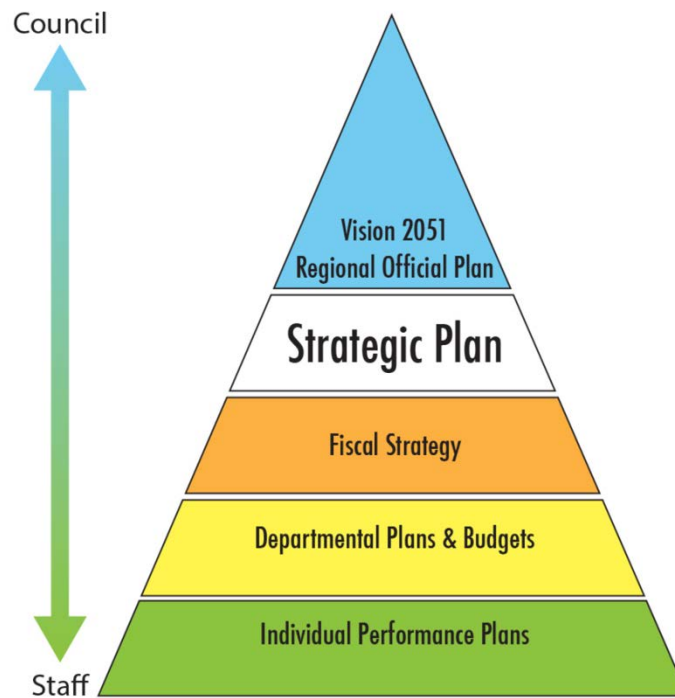 Council
Vision 2051
Regional Official Plan
Strategic Plan
Fiscal Strategy
Departmental Plans & Budgets
Individual Performance Plans
Staff